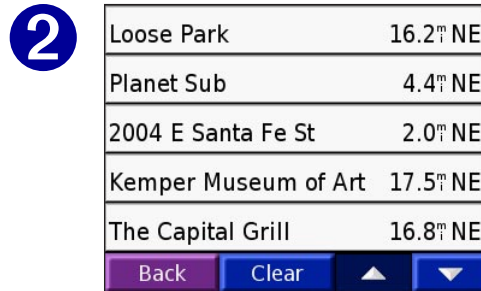 2
Loose Park 16.2mi NE
Planet Sub 4.4mi NE
2004 E Santa Fe St 2.0mi NE
Kemper Museum of Art 17.5mi NE
The Capital Grill 16.8mi NE
Back Clear